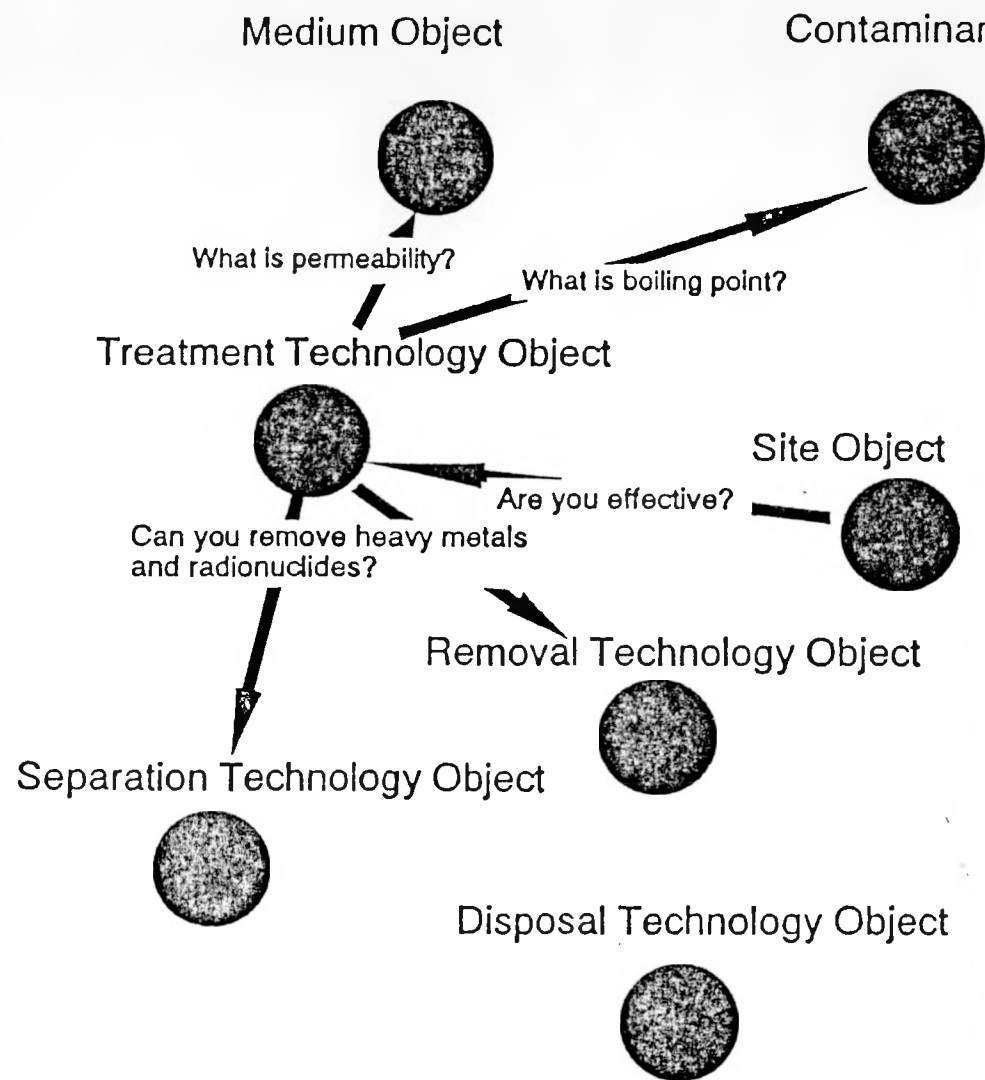 Medium Object
What is permeability?
What is boiling point?
Treatment Technology Object
Site Object
Are you effective?
Can you remove heavy metals
and radionuclides?
Removal Technology Object
Separation Technology Object
Disposal Technology Object